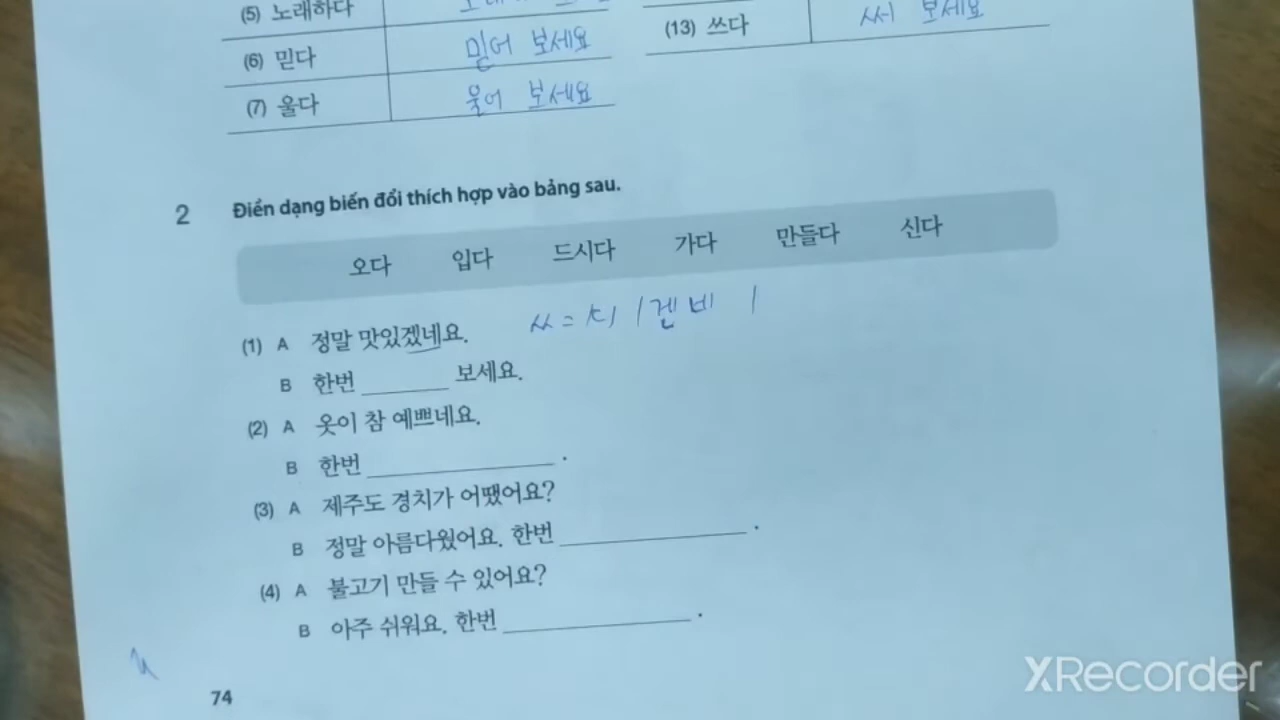 (5) 노래하다
(6) 믿다 믿어 보세요
(7) 울다 울어 보세요
(13) 쓰다 써 보세요
2 Điền dạng biến đổi thích hợp vào bảng sau.
오다 입다 드시다 가다 만들다 신다
(1) A 정말 맛있겠네요.
B 한번 ________ 보세요.
(2) A 옷이 참 예쁘네요.
B 한번 ________ .
(3) A 제주도 경치가 어땠어요?
B 정말 아름다웠어요. 한번 ________ .
(4) A 불고기 만들 수 있어요?
B 아주 쉬워요. 한번 ________ .
74
XRecorder